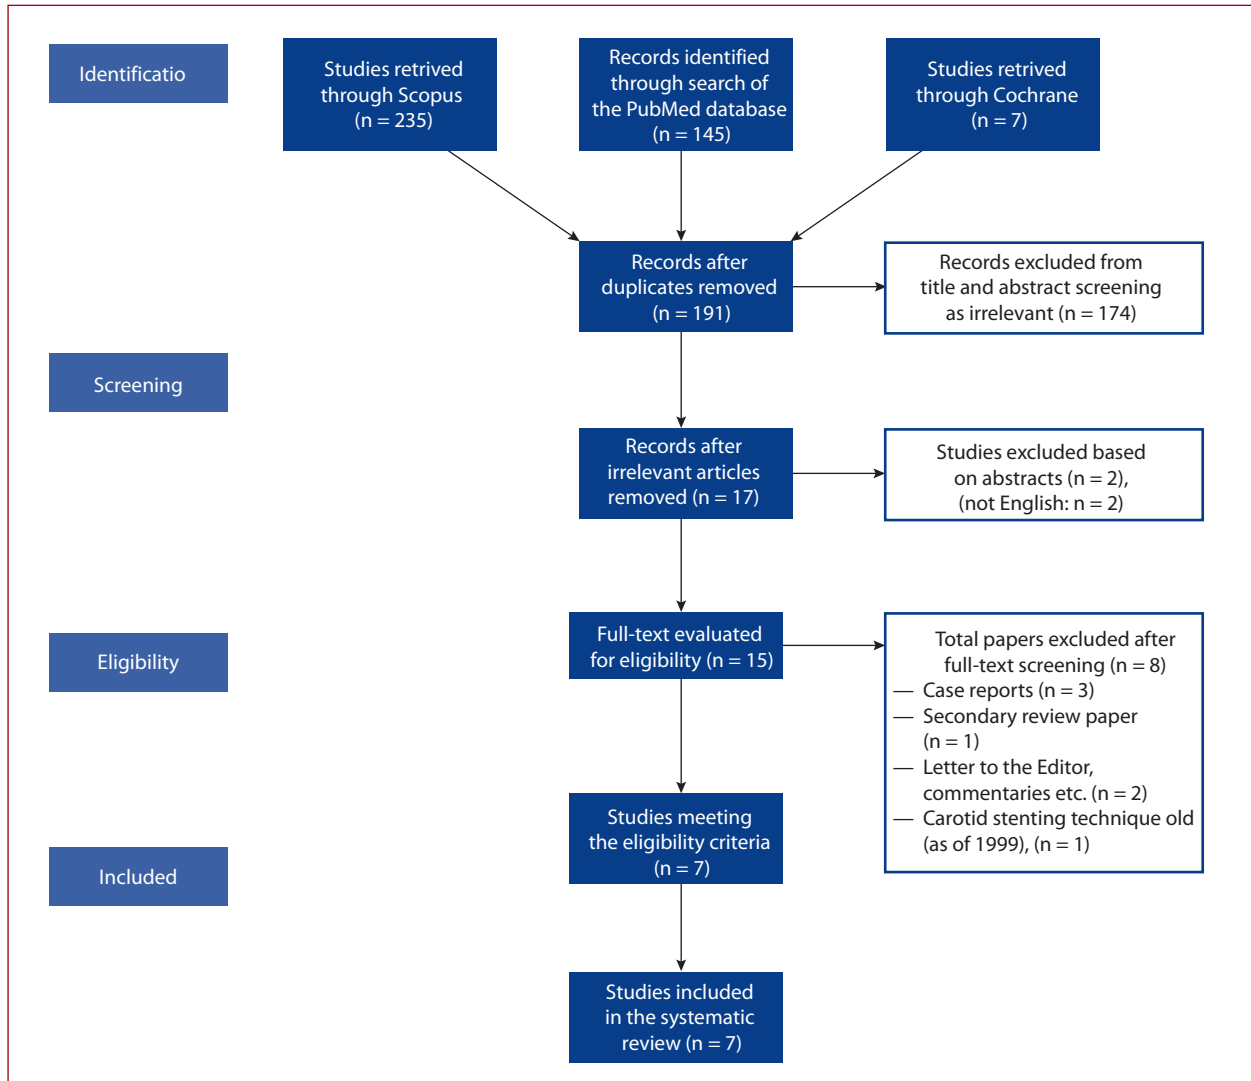 Identificatio
Studies retrived
through Scopus
(n = 235)
Records identified
through search of
the PubMed database
(n = 145)
Studies retrived
through Cochrane
(n = 7)
Records after
duplicates removed
(n = 191)
Records excluded from
title and abstract screening
as irrelevant (n = 174)
Screening
Records after
irrelevant articles
removed (n = 17)
Studies excluded based
on abstracts (n = 2),
(not English: n = 2)
Eligibility
Full-text evaluated
for eligibility (n = 15)
Total papers excluded after
full-text screening (n = 8)
— Case reports (n = 3)
— Secondary review paper
(n = 1)
— Letter to the Editor,
commentaries etc. (n = 2)
— Carotid stenting technique old
(as of 1999), (n = 1)
Studies meeting
the eligibility criteria
(n = 7)
Included
Studies included
in the systematic
review (n = 7)